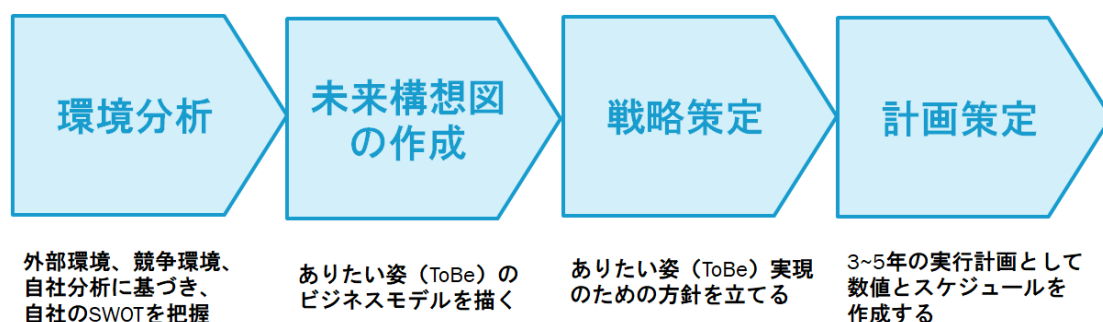 環境分析
未来構想図
の作成
戦略策定
計画策定
外部環境、競争環境、
自社分析に基づき、
自社のSWOTを把握
ありたい姿（ToBe）の
ビジネスモデルを描く
ありたい姿（ToBe）実現
のための方針を立てる
3~5年の実行計画として
数値とスケジュールを
作成する